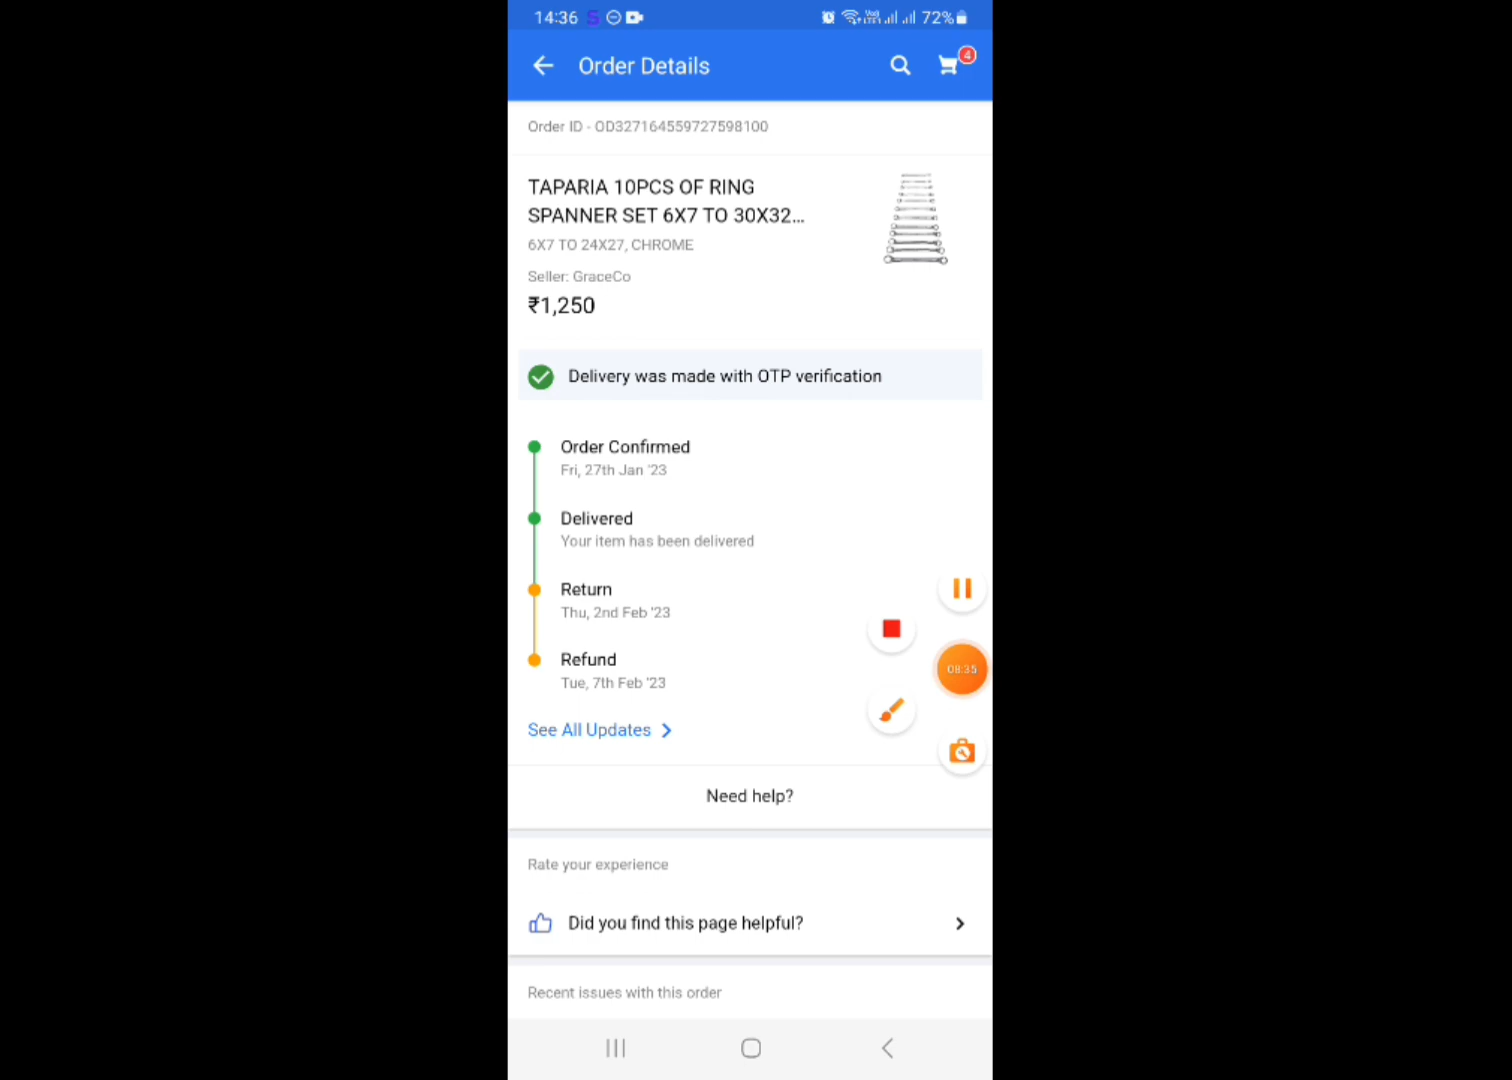 14:36 S 72%
Order Details
4
Order ID - OD327164559727598100
TAPARIA 10PCS OF RING
SPANNER SET 6X7 TO 30X32...
6X7 TO 24X27, CHROME
Seller: GraceCo
₹1,250
Delivery was made with OTP verification
Order Confirmed
Fri, 27th Jan '23
Delivered
Your item has been delivered
Return
Thu, 2nd Feb '23
Refund
Tue, 7th Feb '23
08:35
See All Updates
Need help?
Rate your experience
Did you find this page helpful?
Recent issues with this order